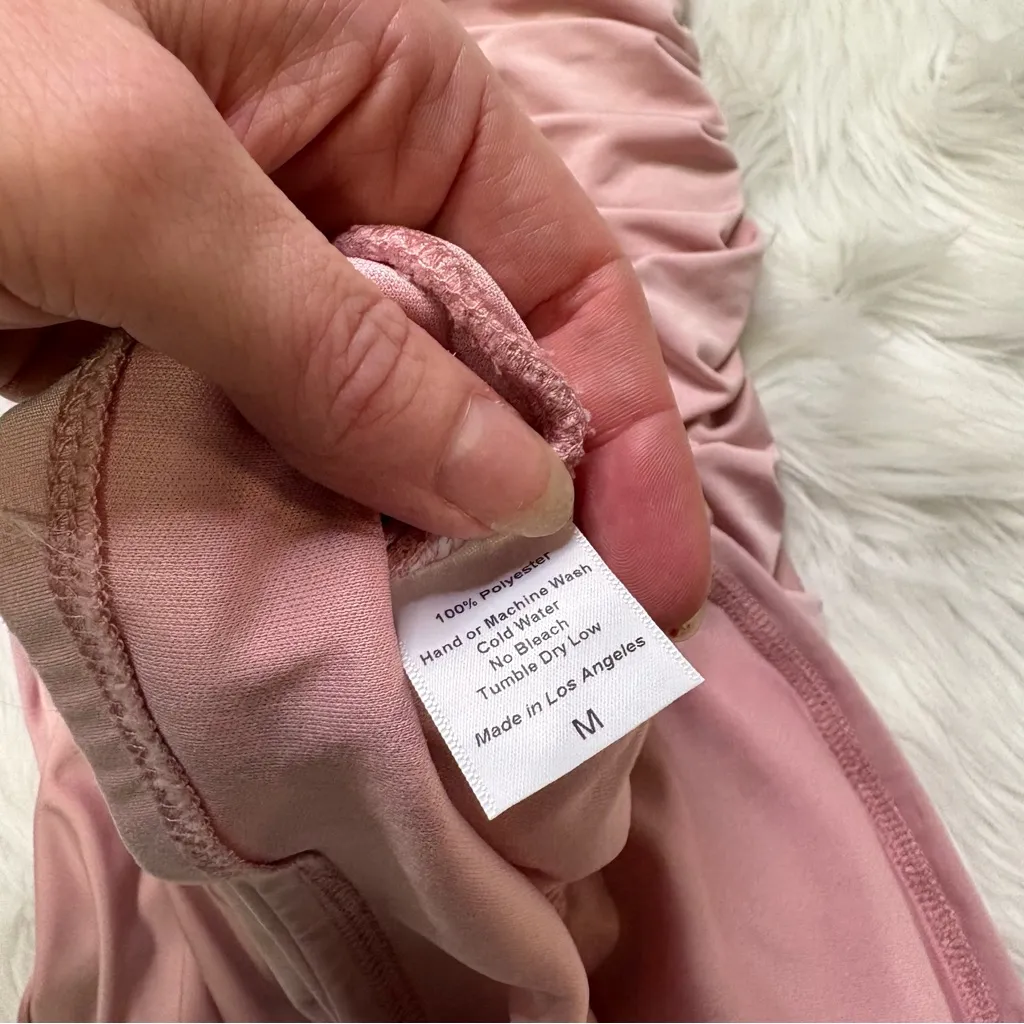 100% Polyester
Hand or Machine Wash
Cold Water
No Bleach
Tumble Dry Low
Made in Los Angeles
M